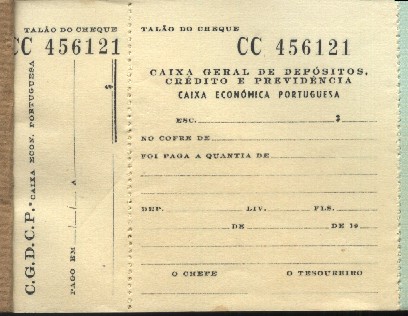 TALÃO DO CHEQUE
CC 456121
$
C.G.D.C.P. - CAIXA ECON. PORTUGUESA
PAGO EM / / A
TALÃO DO CHEQUE
CC 456121
CAIXA GERAL DE DEPÓSITOS,
CRÉDITO E PREVIDÊNCIA
CAIXA ECONÓMICA PORTUGUESA
ESC. $
NO COFRE DE
FOI PAGA A QUANTIA DE
DEP. LIV. FLS.
DE DE 19
O CHEFE O TESOUREIRO